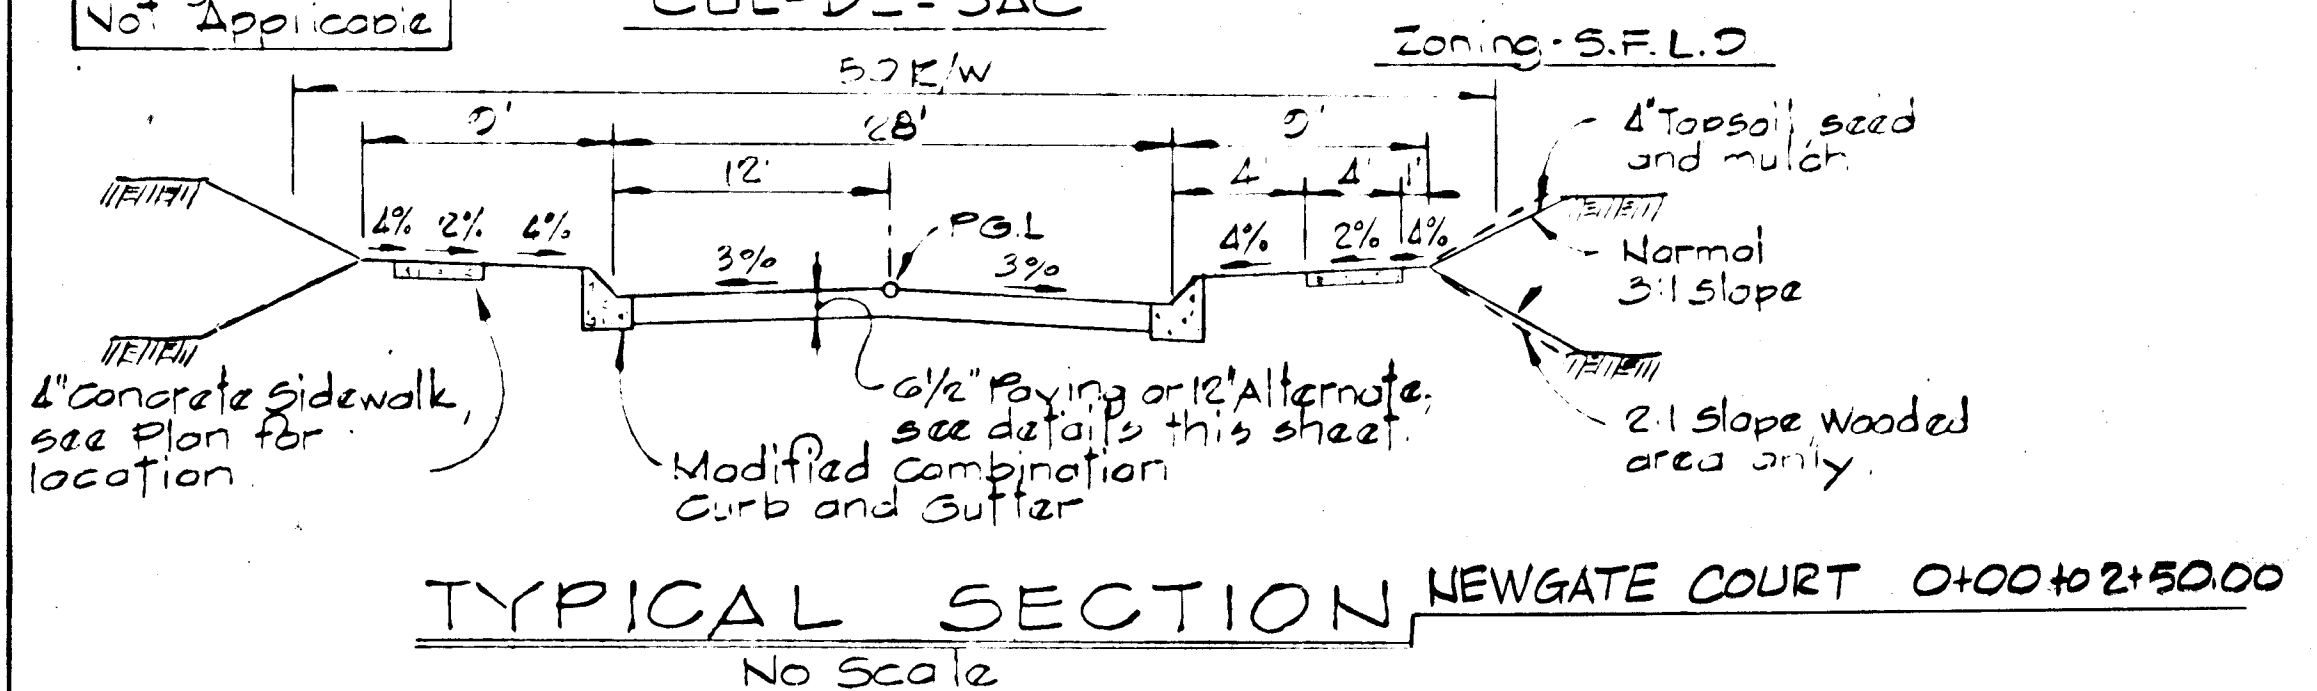 Not Applicable
CUL-DE-SAC
Zoning - S.F.L.D
50 R/W
9'
28'
9'
12'
4'
4'
1'
4" Topsoil, seed
and mulch
4%
2%
4%
3%
P.G.L
3%
4%
2%
4%
Normal
3:1 Slope
4" Concrete Sidewalk,
see Plan for
location
6 1/2" Paving or 12" Alternate,
see details this sheet.
Modified Combination
Curb and Gutter
2:1 Slope, Wooded
area only.
TYPICAL SECTION
NEWGATE COURT 0+00 to 2+50.00
No Scale